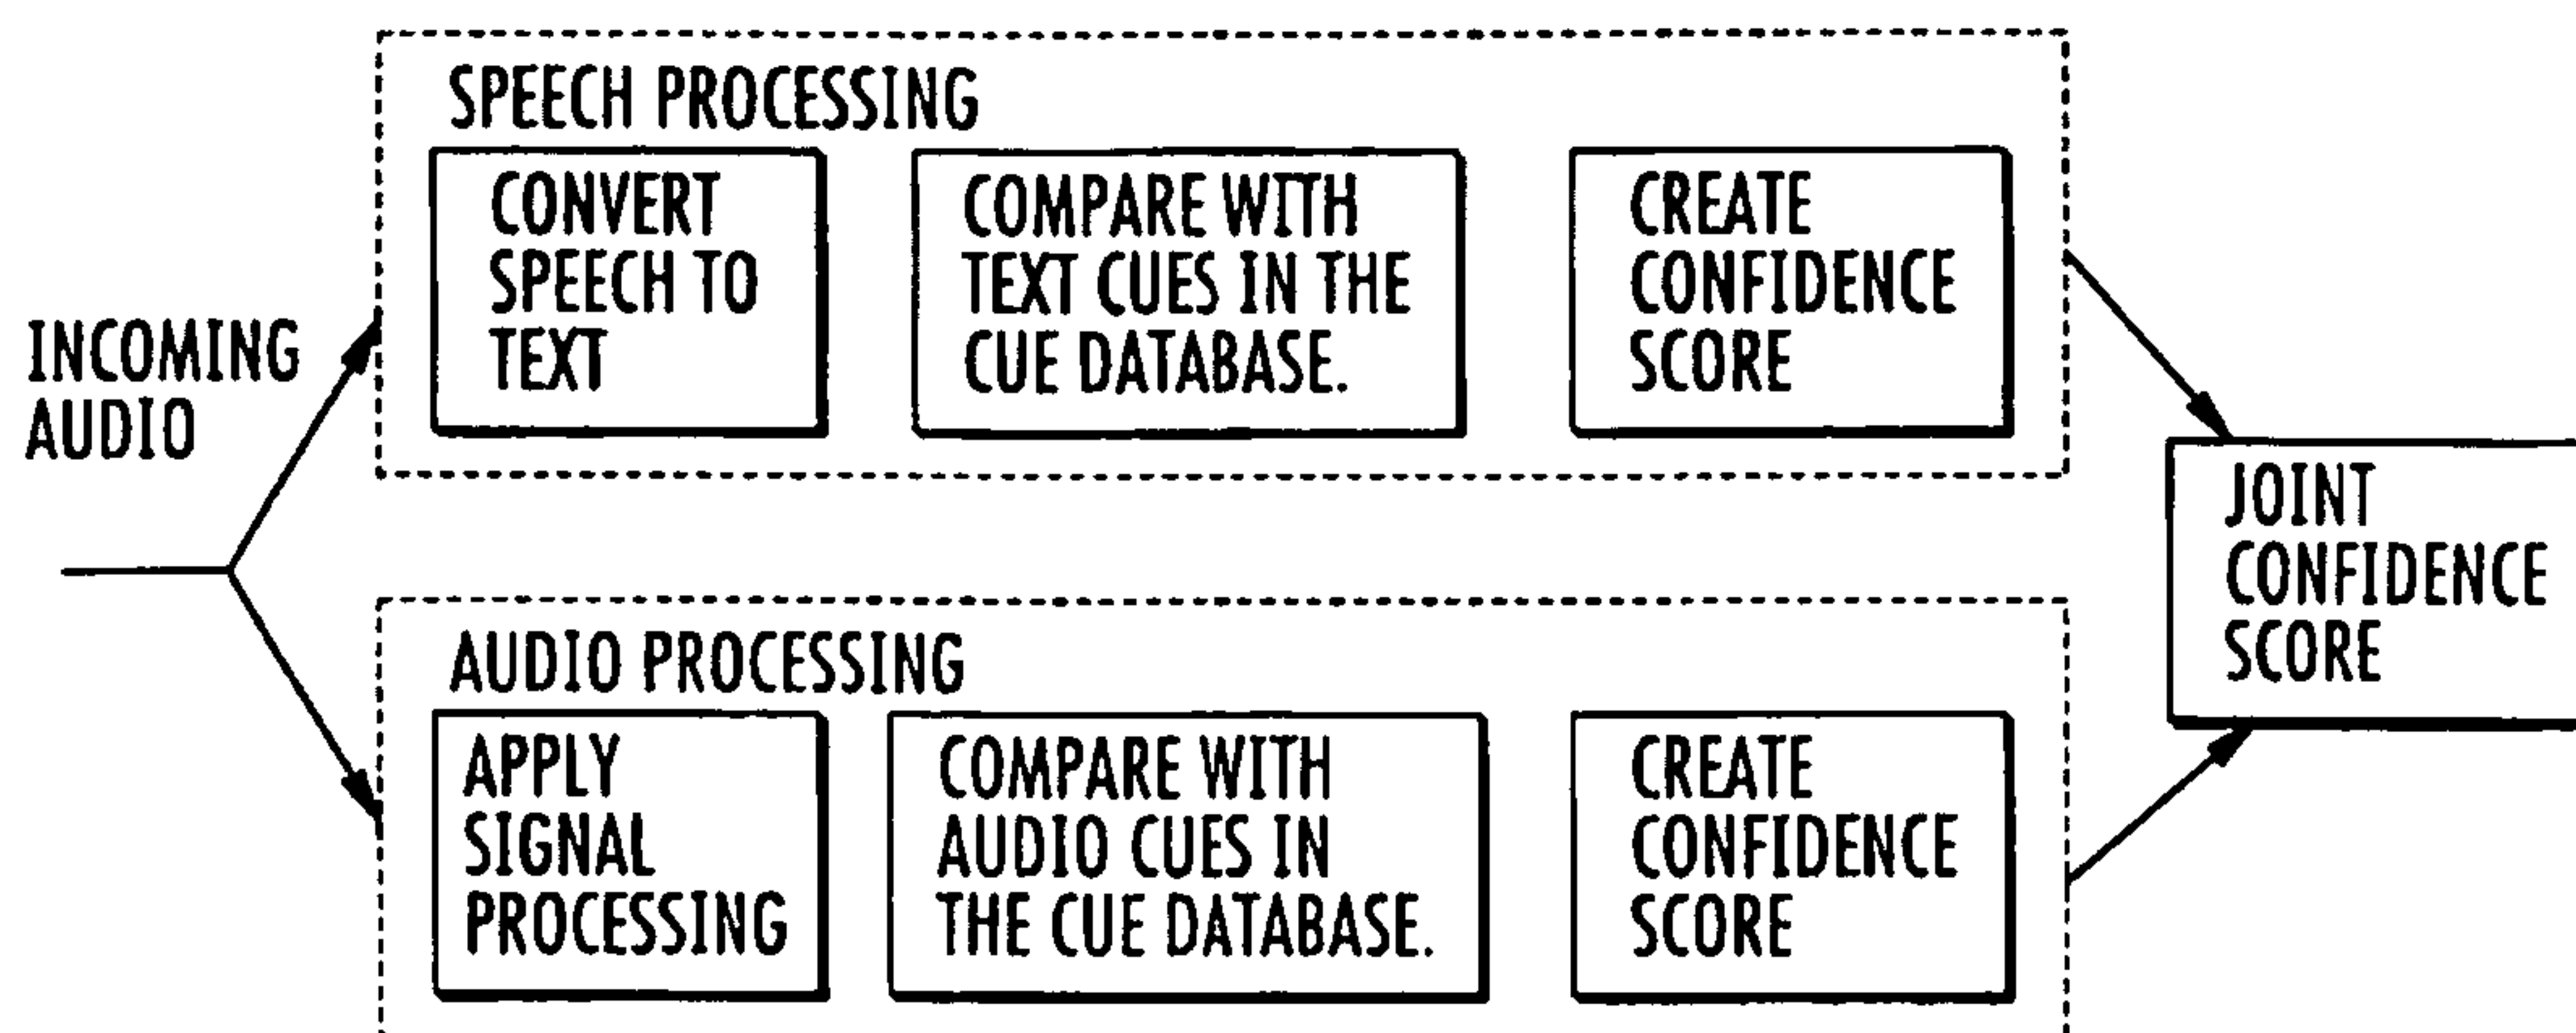 SPEECH PROCESSING
CONVERT
SPEECH TO
TEXT
COMPARE WITH
TEXT CUES IN THE
CUE DATABASE.
CREATE
CONFIDENCE
SCORE
INCOMING
AUDIO
JOINT
CONFIDENCE
SCORE
AUDIO PROCESSING
APPLY
SIGNAL
PROCESSING
COMPARE WITH
AUDIO CUES IN
THE CUE DATABASE.
CREATE
CONFIDENCE
SCORE